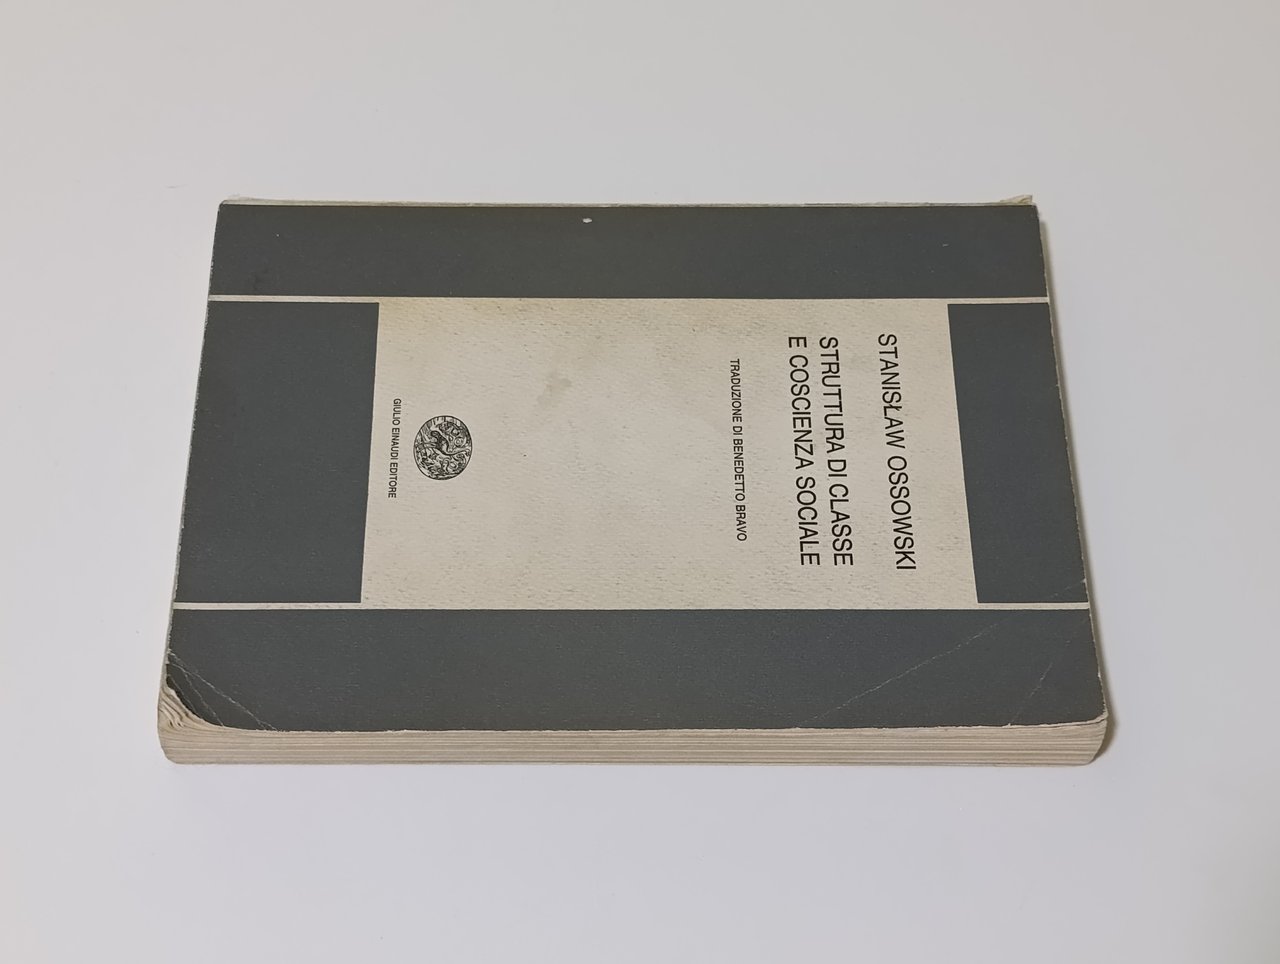 STANISŁAW OSSOWSKI
STRUTTURA DI CLASSE
E COSCIENZA SOCIALE
TRADUZIONE DI BENEDETTO BRAVO
GIULIO EINAUDI EDITORE